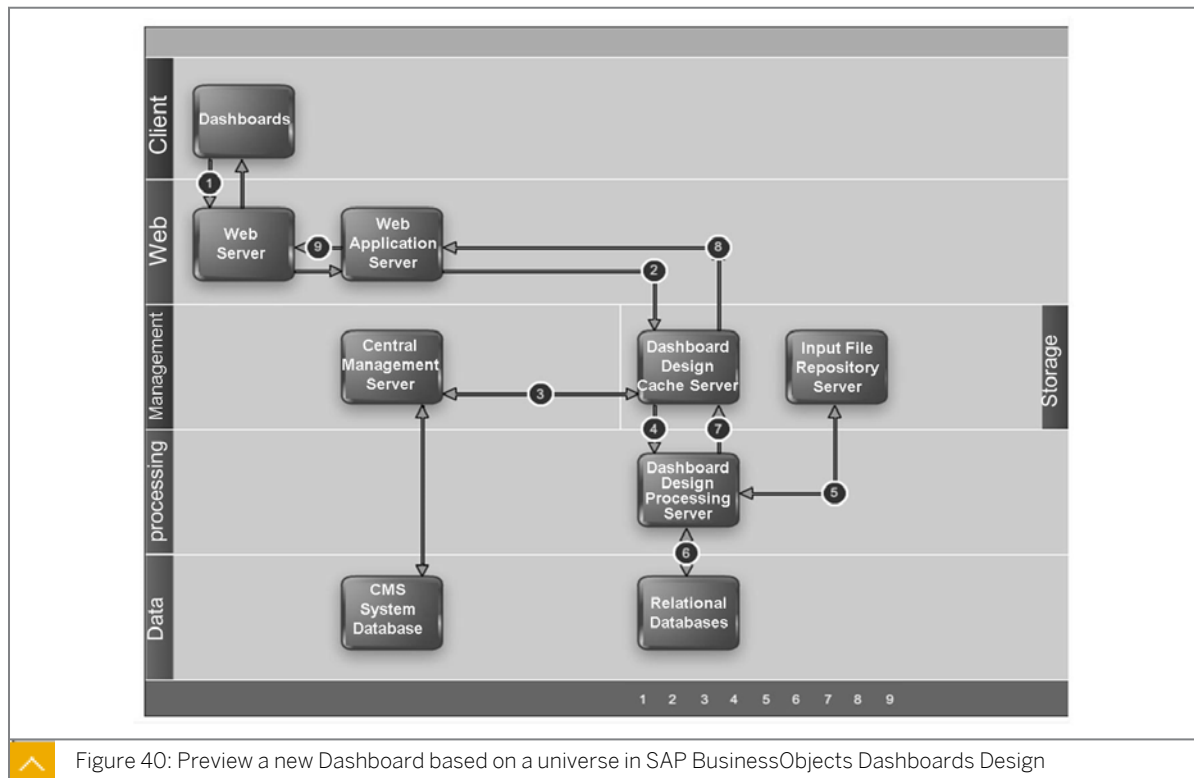 Client
Dashboards
1
Web
Web
Server
9
Web
Application
Server
2
8
Management
Central
Management
Server
3
Dashboard
Design
Cache Server
Input File
Repository
Server
Storage
4
7
processing
Dashboard
Design
Processing
Server
5
6
Data
CMS
System
Database
Relational
Databases
1 2 3 4 5 6 7 8 9
Figure 40: Preview a new Dashboard based on a universe in SAP BusinessObjects Dashboards Design